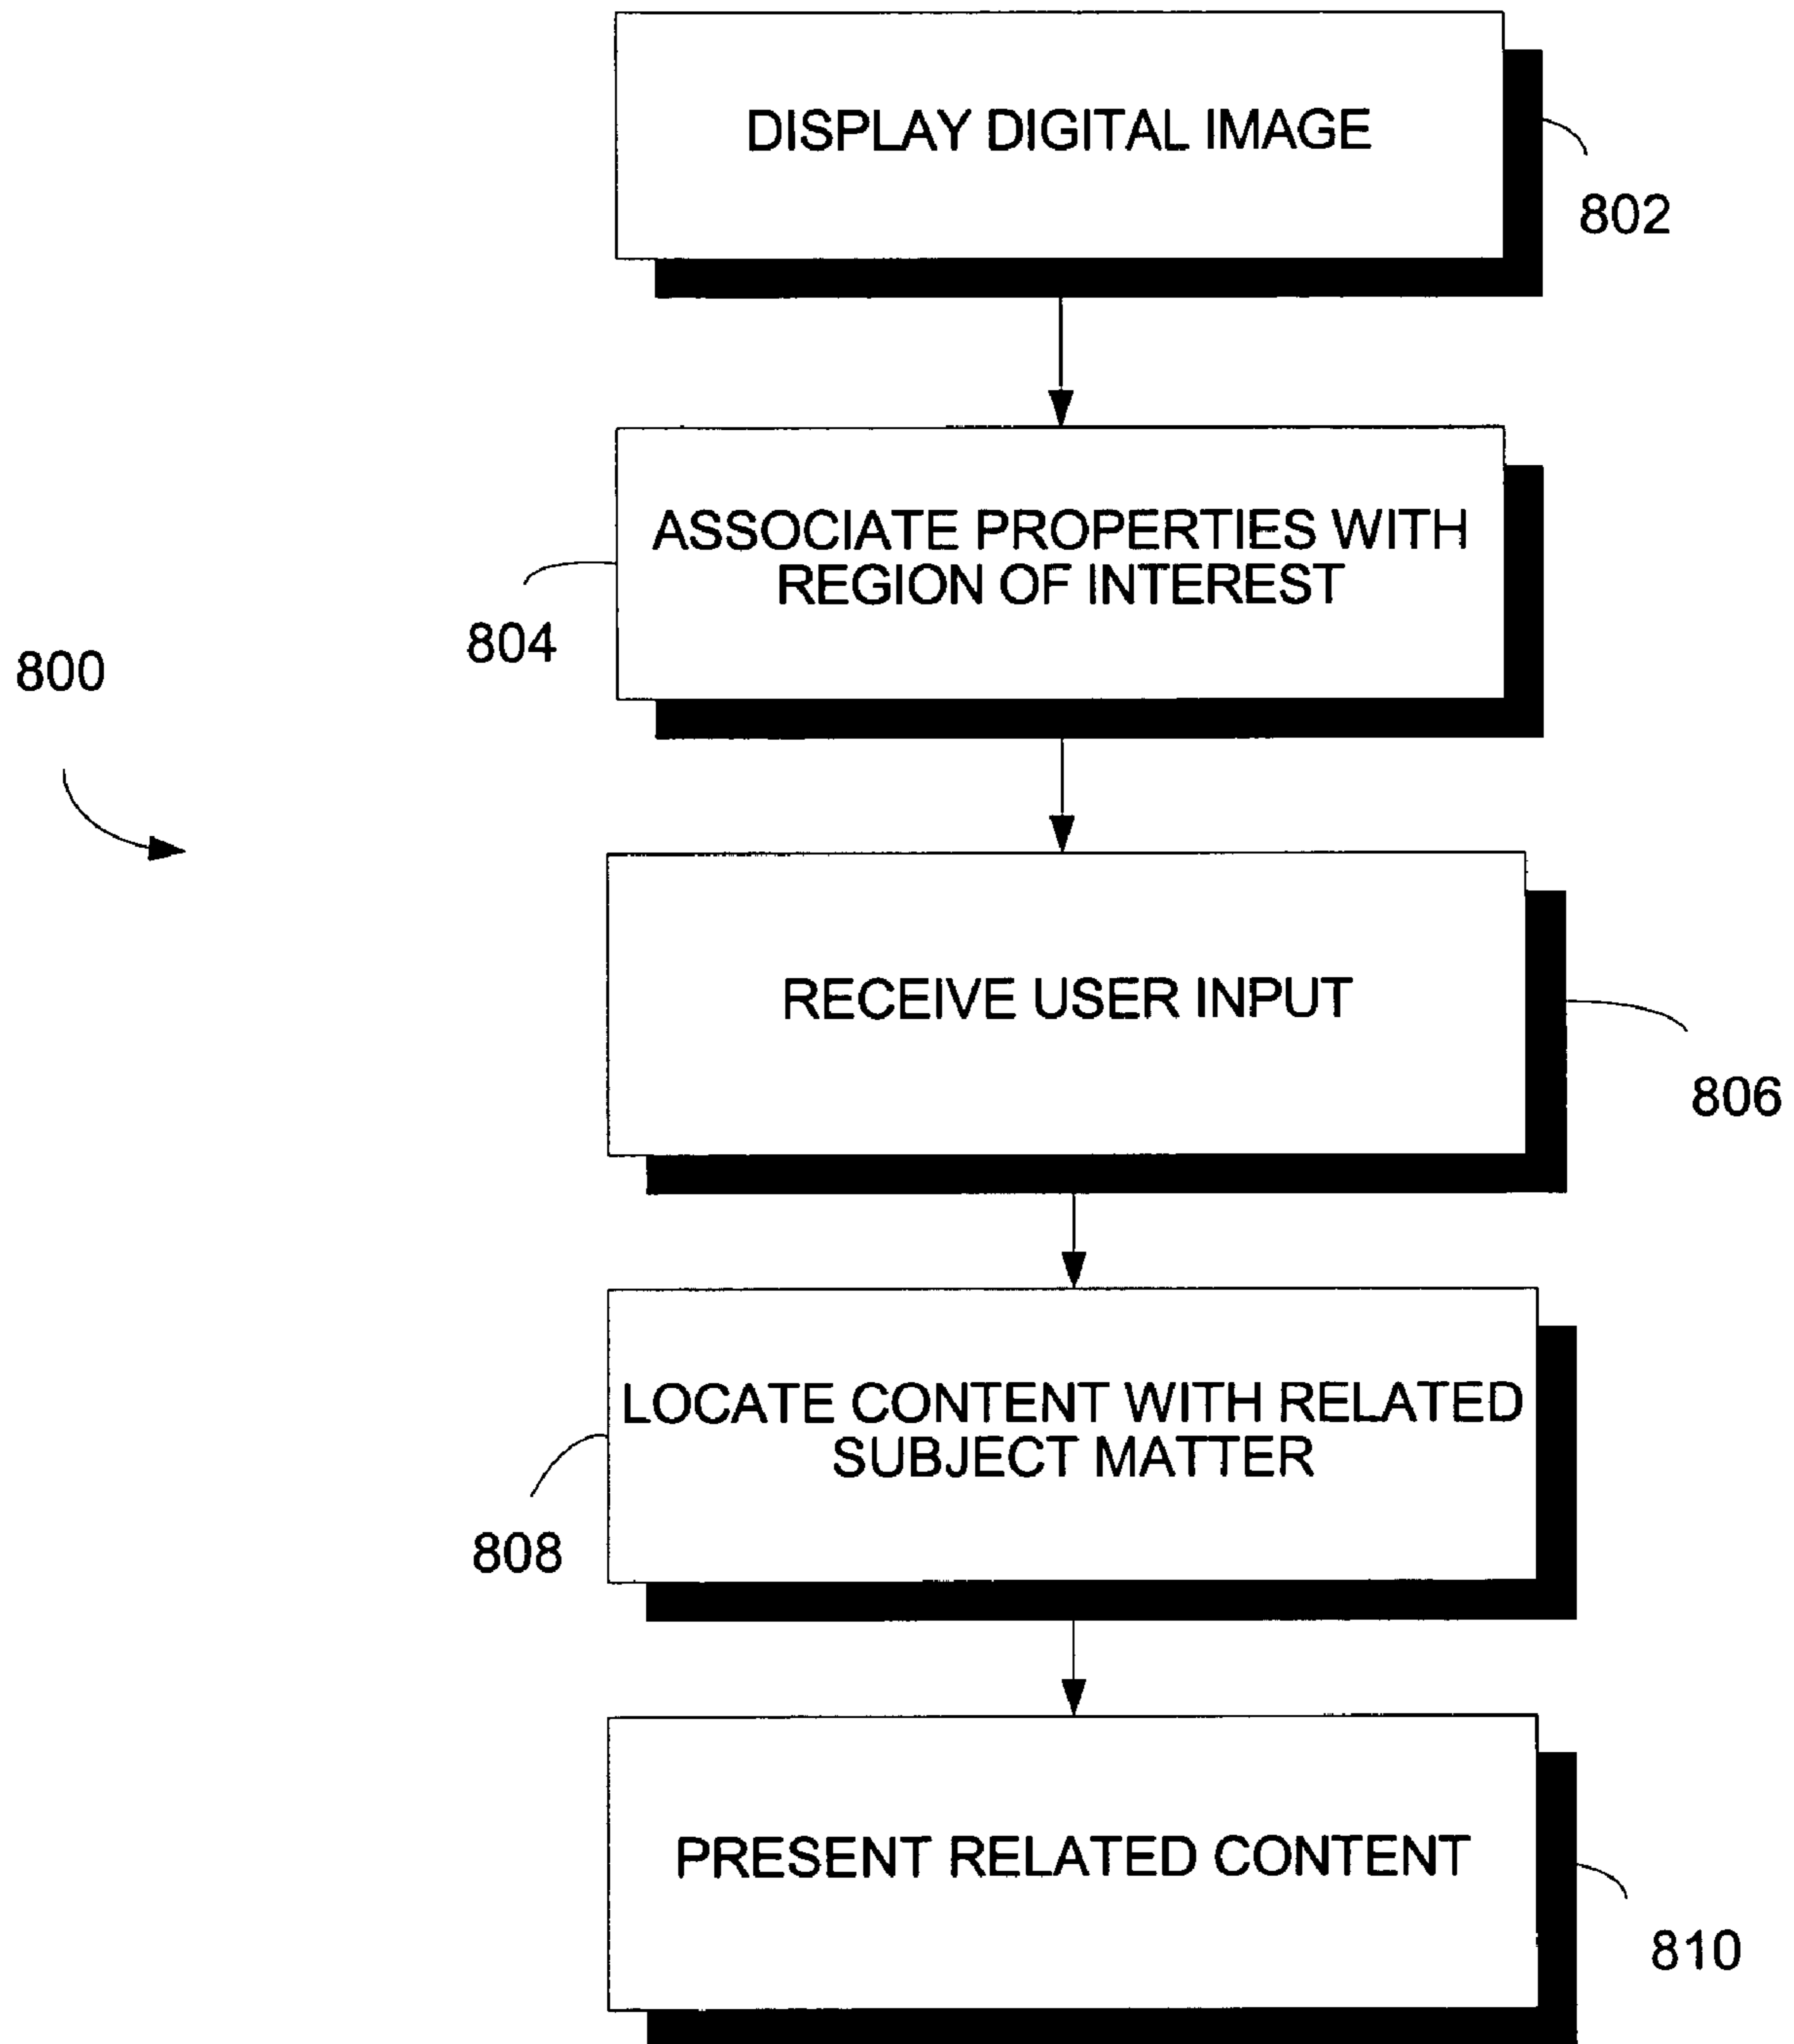 DISPLAY DIGITAL IMAGE
802
ASSOCIATE PROPERTIES WITH
REGION OF INTEREST
804
800
RECEIVE USER INPUT
806
LOCATE CONTENT WITH RELATED
SUBJECT MATTER
808
PRESENT RELATED CONTENT
810